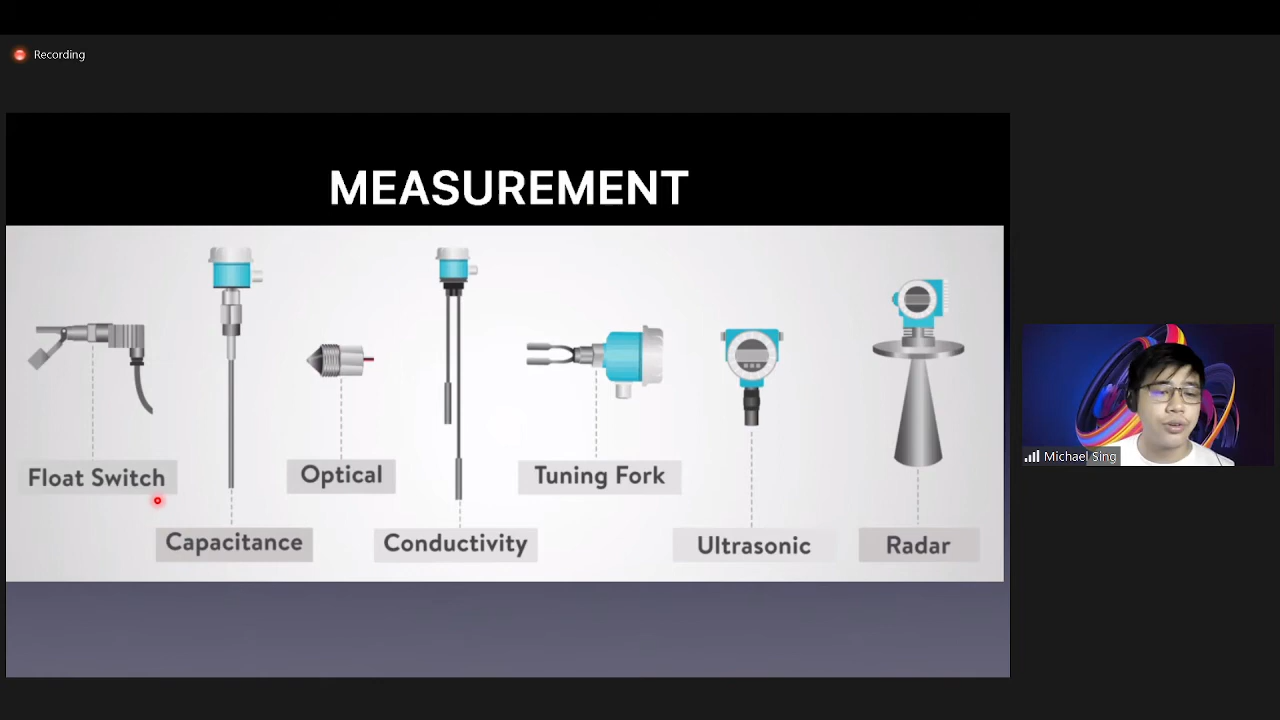 Recording
MEASUREMENT
Float Switch
Capacitance
Optical
Conductivity
Tuning Fork
Ultrasonic
Radar
Michael Sing